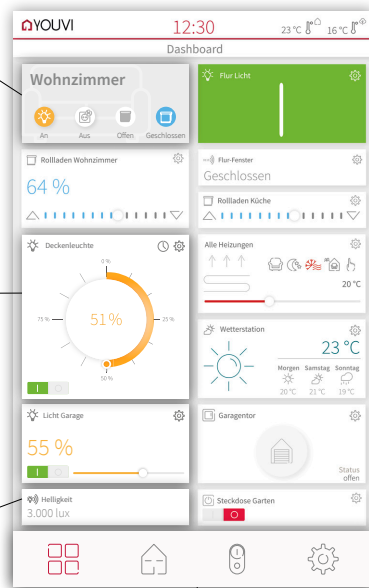 YOUVI
12:30
23 °C
16 °C
Dashboard
Wohnzimmer
An
Aus
Offen
Geschlossen
Rollladen Wohnzimmer
64 %
Deckenleuchte
0 %
75 %
51 %
25 %
50 %
Licht Garage
55 %
Helligkeit
3.000 lux
Flur Licht
Flur-Fenster
Geschlossen
Rollladen Küche
Alle Heizungen
20 °C
Wetterstation
23 °C
Morgen Samstag Sonntag
20 °C 21 °C 19 °C
Garagentor
Status
offen
Steckdose Garten